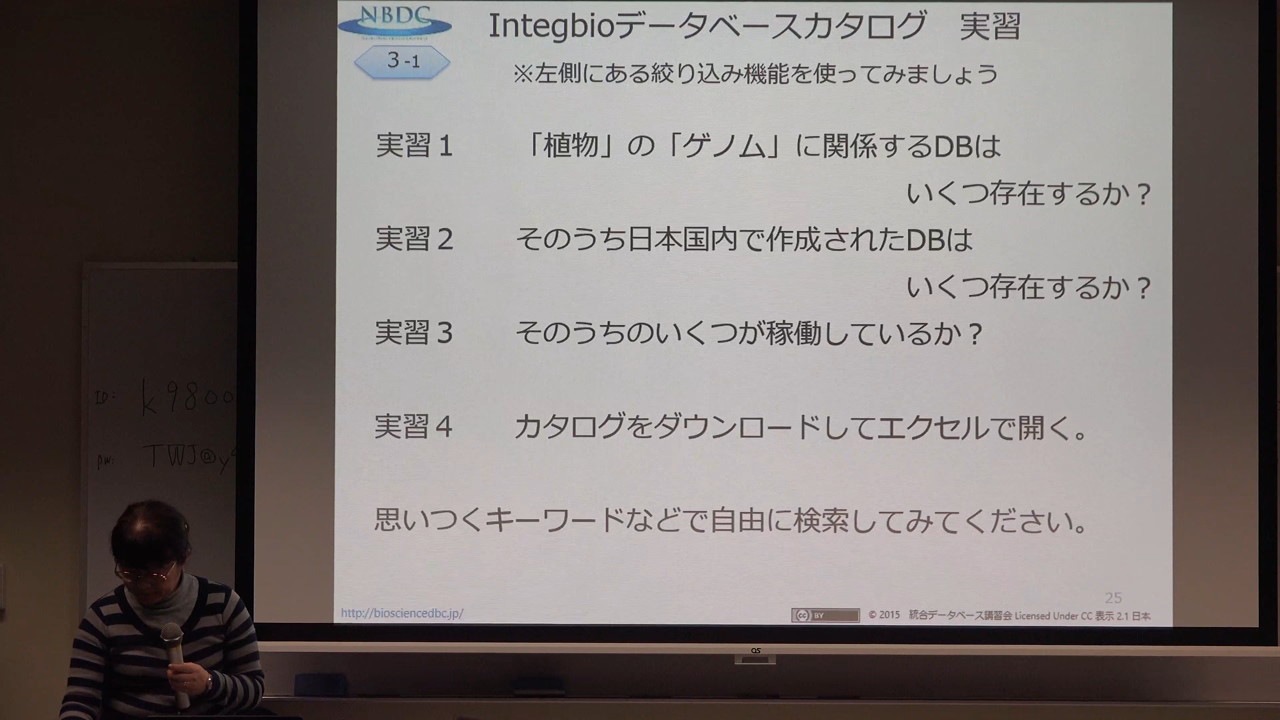 NBDC
3-1
Integbioデータベースカタログ　実習
※左側にある絞り込み機能を使ってみましょう
実習１　「植物」の「ゲノム」に関係するDBは
いくつ存在するか？
実習２　そのうち日本国内で作成されたDBは
いくつ存在するか？
実習３　そのうちのいくつが稼働しているか？
実習４　カタログをダウンロードしてエクセルで開く。
思いつくキーワードなどで自由に検索してみてください。
25
http://biosciencedbc.jp/
cc BY
© 2015　統合データベース講習会 Licensed Under CC 表示 2.1 日本
ID: k9800
pw: TWJ@y
OS